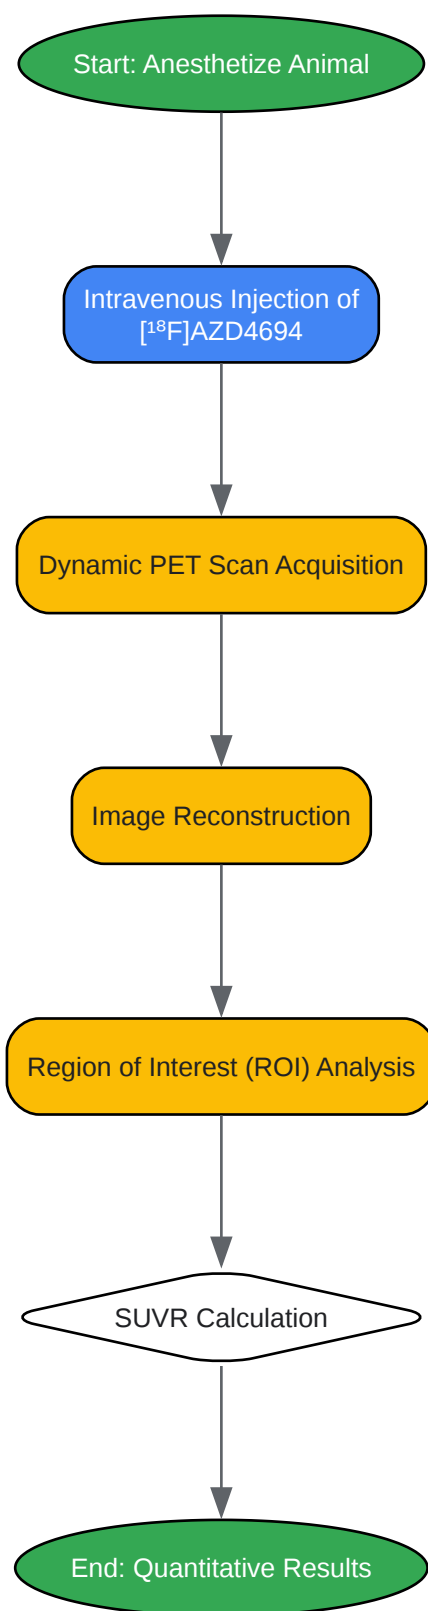 Start: Anesthetize Animal
Intravenous Injection of
[¹⁸F]AZD4694
Dynamic PET Scan Acquisition
Image Reconstruction
Region of Interest (ROI) Analysis
SUVR Calculation
End: Quantitative Results